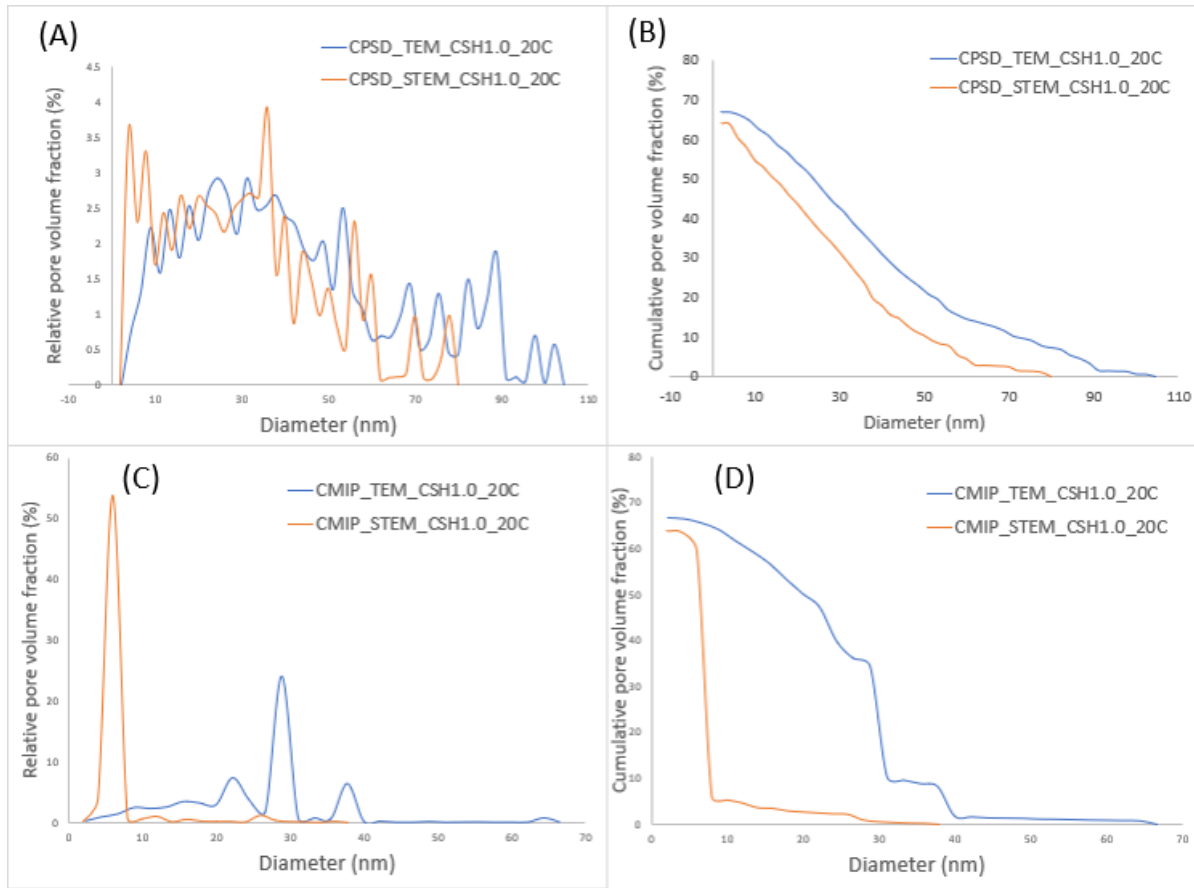 (A)
CPSD_TEM_CSH1.0_20C
CPSD_STEM_CSH1.0_20C
Relative pore volume fraction (%)
4.5
4
3.5
3
2.5
2
1.5
1
0.5
0
-10 10 30 50 70 90 110
Diameter (nm)
(B)
CPSD_TEM_CSH1.0_20C
CPSD_STEM_CSH1.0_20C
Cumulative pore volume fraction (%)
80
70
60
50
40
30
20
10
0
-10 10 30 50 70 90 110
Diameter (nm)
(C)
CMIP_TEM_CSH1.0_20C
CMIP_STEM_CSH1.0_20C
Relative pore volume fraction (%)
60
50
40
30
20
10
0
0 10 20 30 40 50 60 70
Diameter (nm)
(D)
CMIP_TEM_CSH1.0_20C
CMIP_STEM_CSH1.0_20C
Cumulative pore volume fraction (%)
80
70
60
50
40
30
20
10
0
0 10 20 30 40 50 60 70
Diameter (nm)